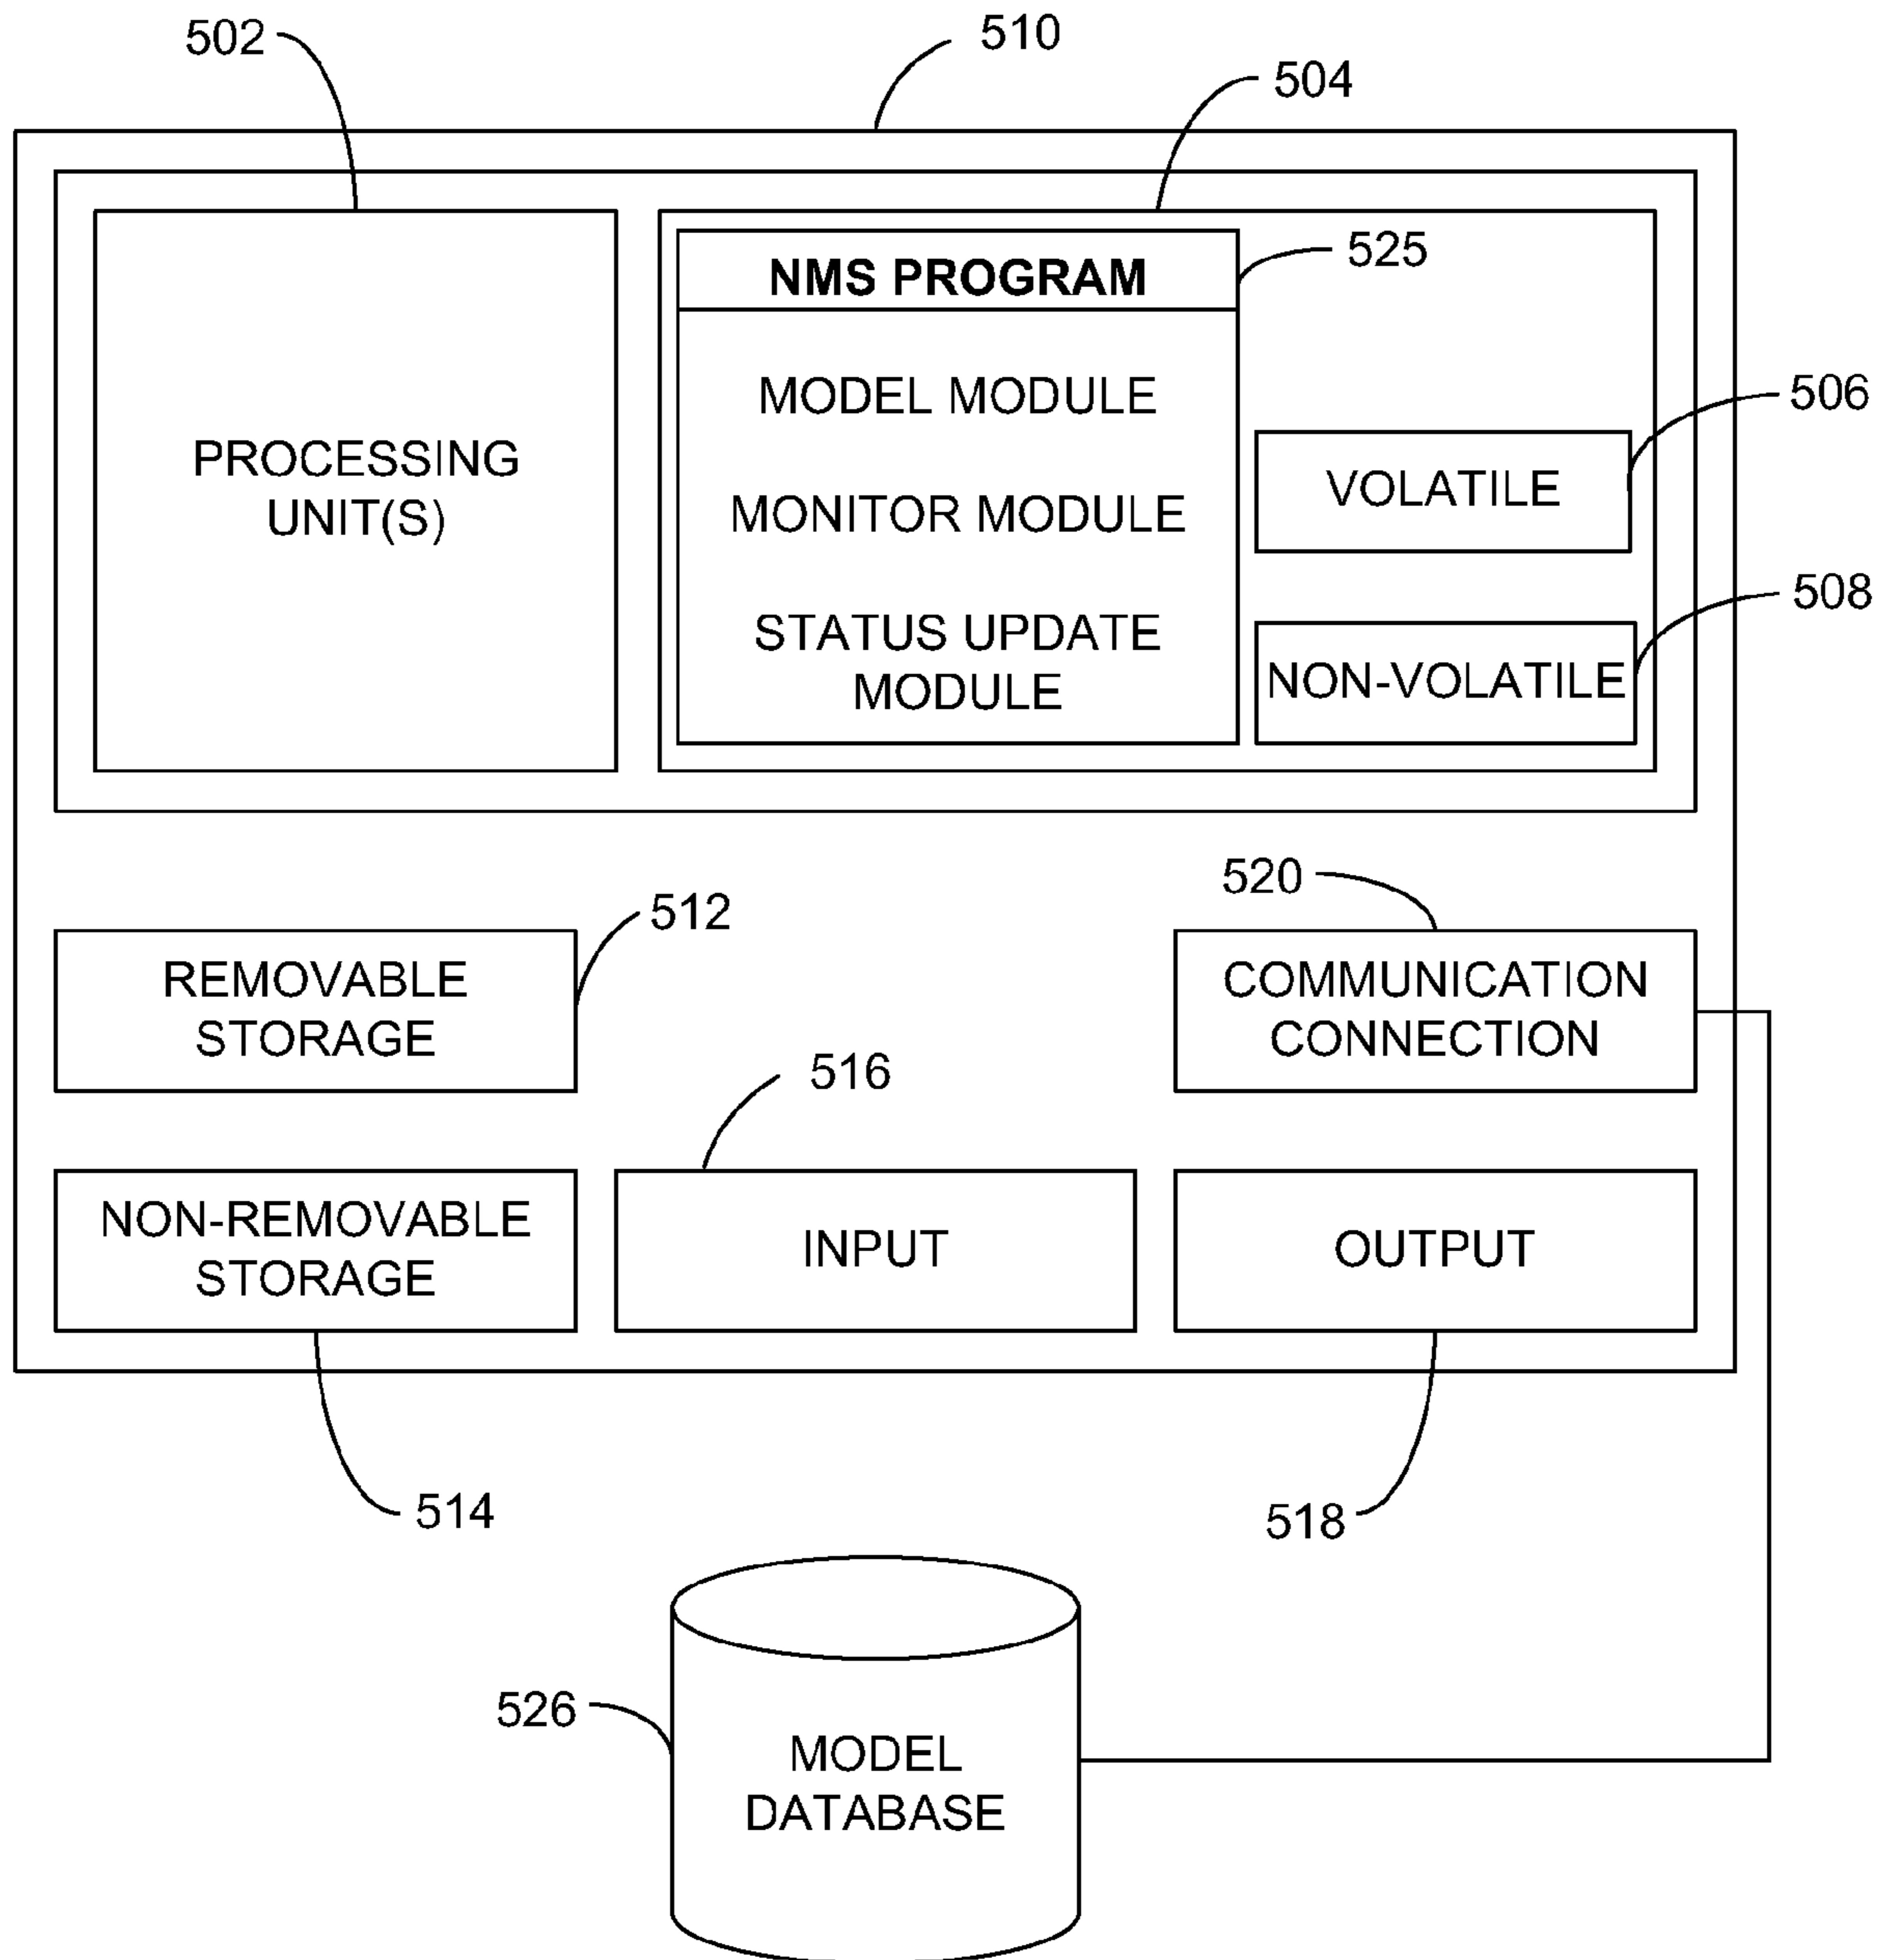 502
510
504
NMS PROGRAM
525
MODEL MODULE
506
PROCESSING
UNIT(S)
VOLATILE
MONITOR MODULE
508
STATUS UPDATE
MODULE
NON-VOLATILE
520
512
REMOVABLE
STORAGE
COMMUNICATION
CONNECTION
516
NON-REMOVABLE
STORAGE
INPUT
OUTPUT
514
518
526
MODEL
DATABASE